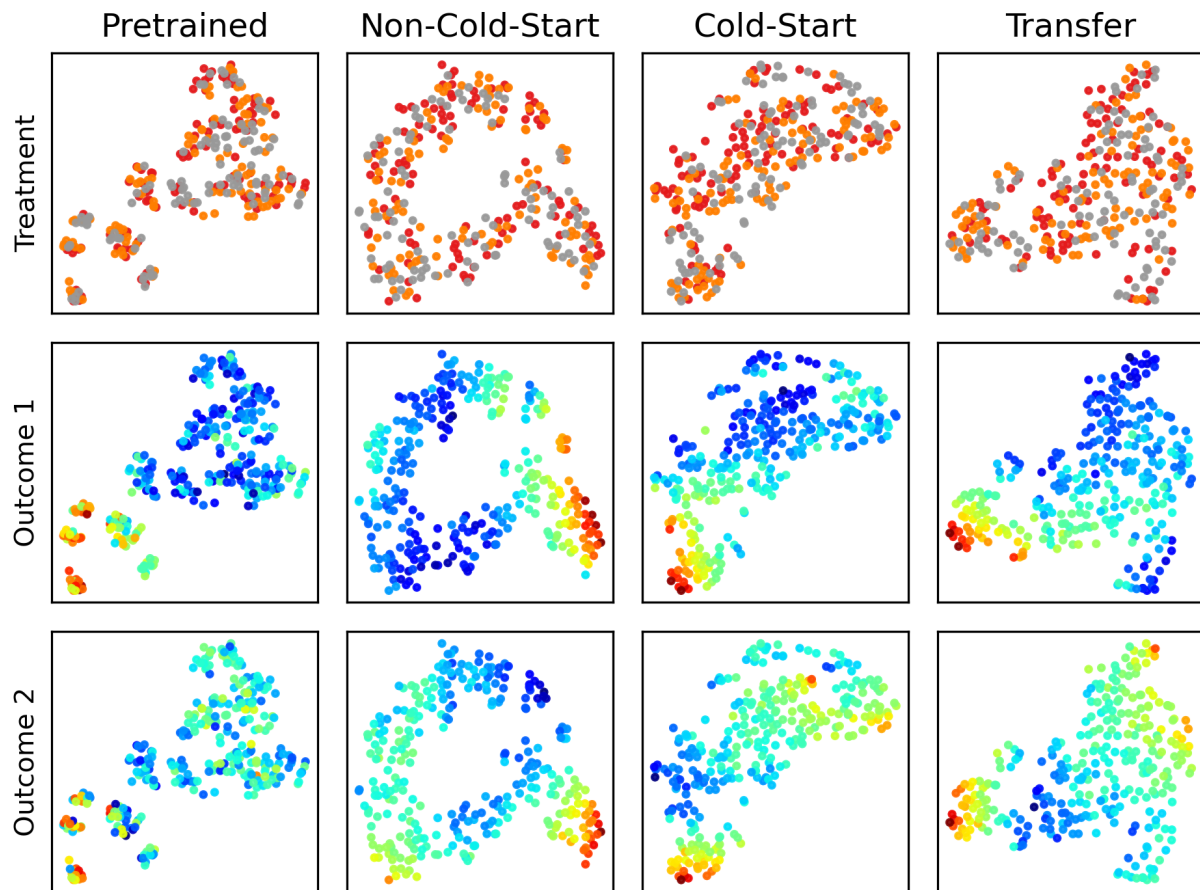 Pretrained
Non-Cold-Start
Cold-Start
Transfer
Treatment
Outcome 1
Outcome 2